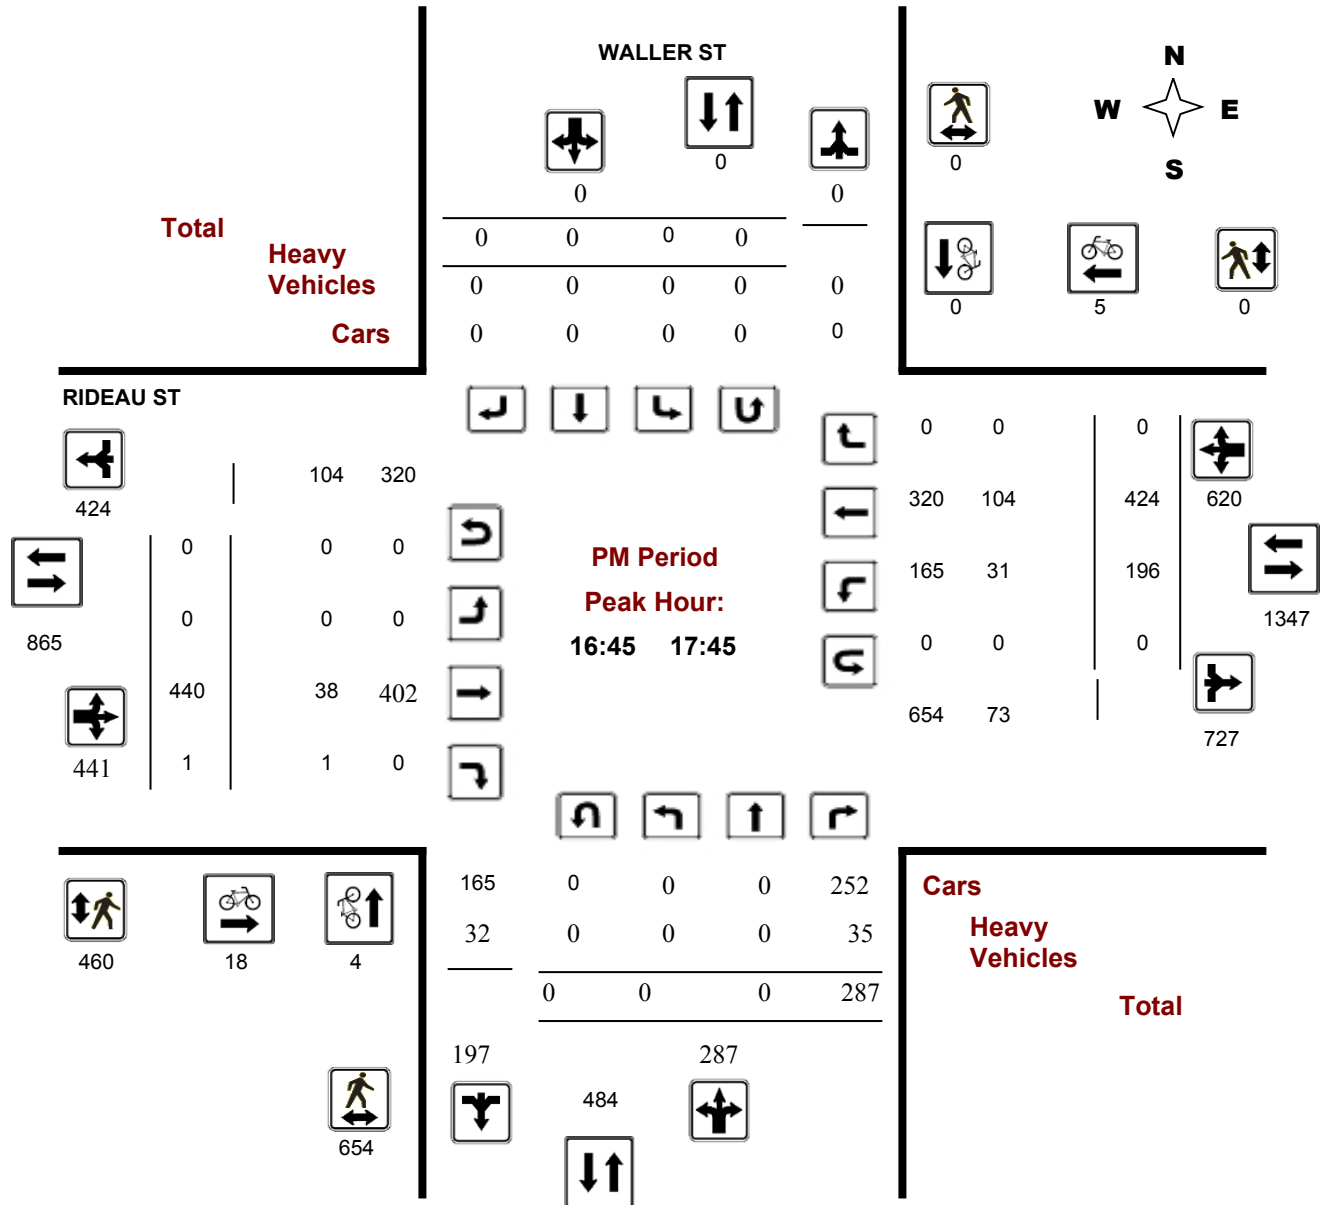 WALLER ST
N
W E
S
0
0
0
0 0
Total
0 0 0 0
Heavy
Vehicles
0 0 0 0 0
0 5 0
Cars
0 0 0 0 0
RIDEAU ST
0 0 0
104 320
424
320 104 424 620
0 0 0
PM Period
165 31 196
Peak Hour:
0 0 0
1347
865
16:45 17:45
0 0 0
440 38 402
654 73
727
441 1 1 0
165 0 0 0 252
Cars
32 0 0 0 35
Heavy
Vehicles
460 18 4
0 0 0 287
Total
197 287
484
654